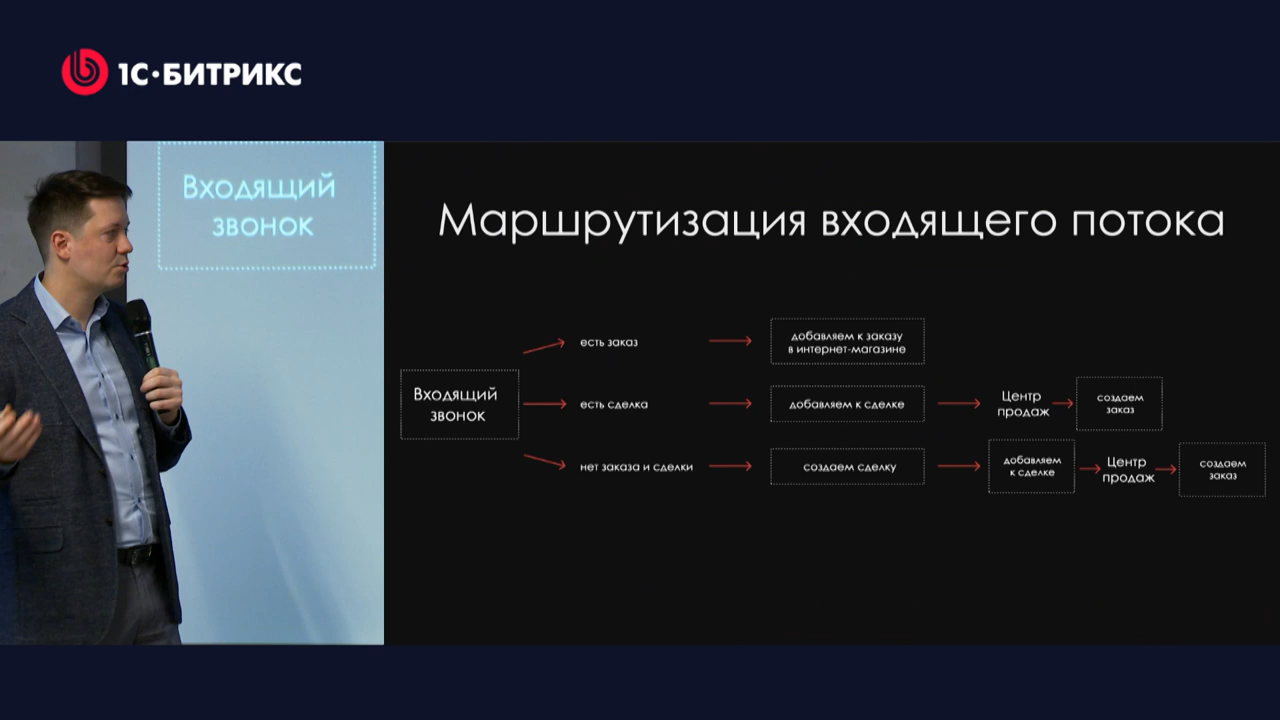 1С·БИТРИКС
Входящий
звонок
Маршрутизация входящего потока
Входящий
звонок
есть заказ
добавляем к заказу
в интернет-магазине
есть сделка
добавляем к сделке
Центр
продаж
создаем
заказ
нет заказа и сделки
создаем сделку
добавляем
к сделке
Центр
продаж
создаем
заказ